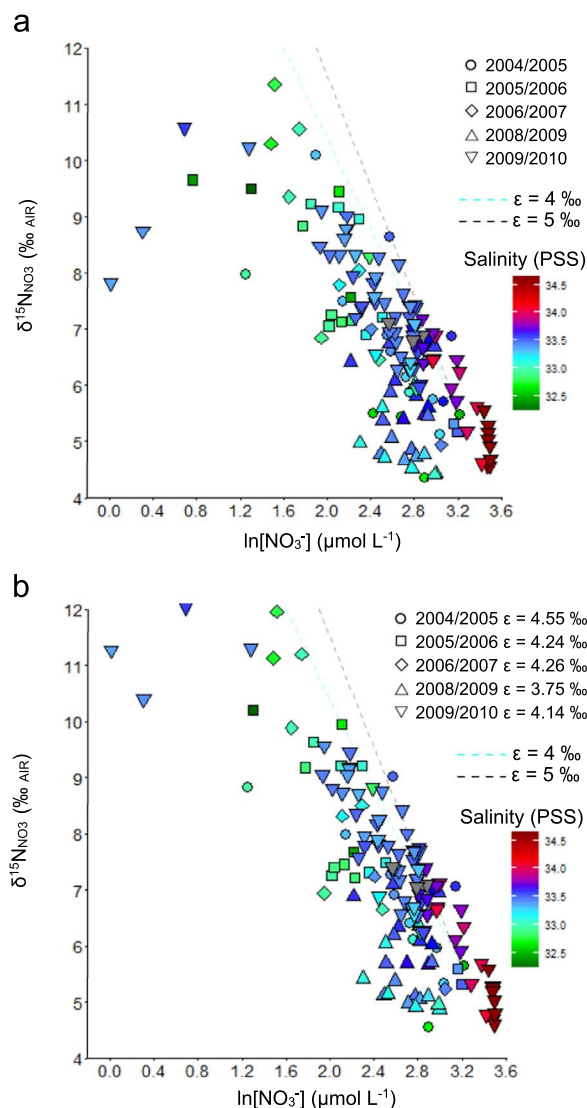 a
12
11
10
9
8
7
6
5
4
δ¹⁵N_NO3 (‰ AIR)
2004/2005
2005/2006
2006/2007
2008/2009
2009/2010
ε = 4 ‰
ε = 5 ‰
Salinity (PSS)
34.5
34.0
33.5
33.0
32.5
0.0 0.4 0.8 1.2 1.6 2.0 2.4 2.8 3.2 3.6
ln[NO₃⁻] (µmol L⁻¹)
b
12
11
10
9
8
7
6
5
4
δ¹⁵N_NO3 (‰ AIR)
2004/2005 ε = 4.55 ‰
2005/2006 ε = 4.24 ‰
2006/2007 ε = 4.26 ‰
2008/2009 ε = 3.75 ‰
2009/2010 ε = 4.14 ‰
ε = 4 ‰
ε = 5 ‰
Salinity (PSS)
34.5
34.0
33.5
33.0
32.5
0.0 0.4 0.8 1.2 1.6 2.0 2.4 2.8 3.2 3.6
ln[NO₃⁻] (µmol L⁻¹)